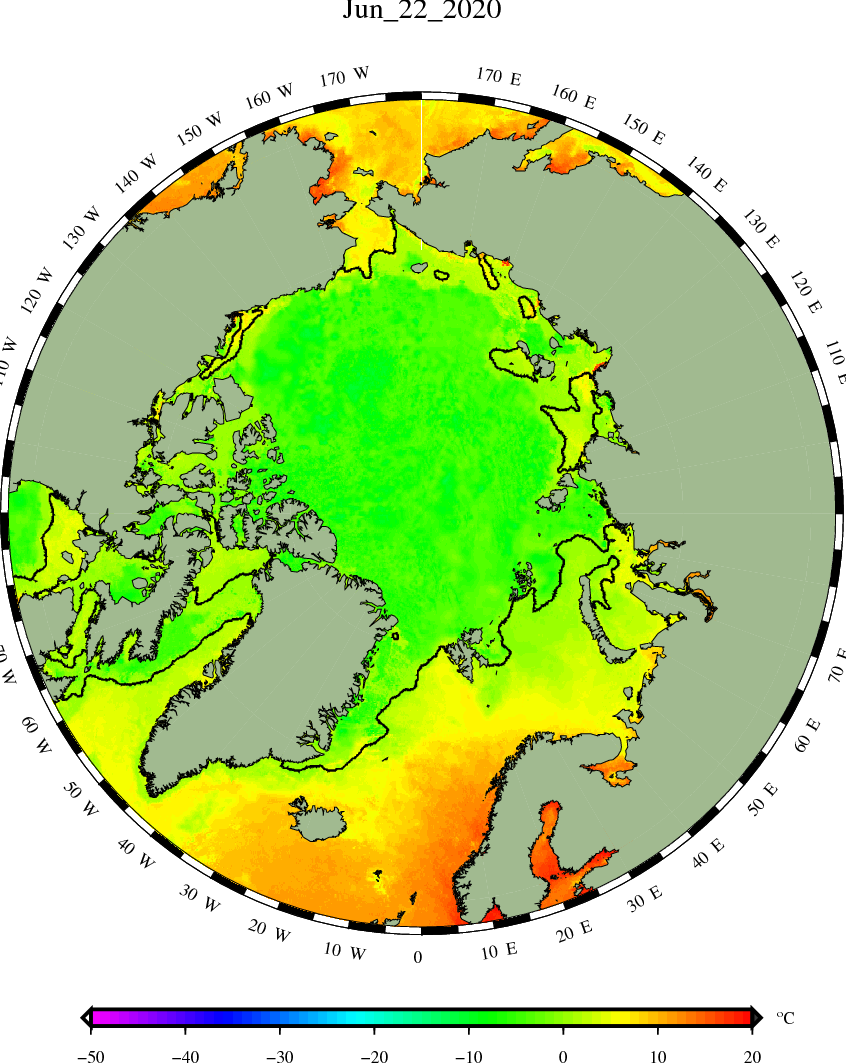 Jun_22_2020
170 W
170 E
160 W
160 E
150 W
150 E
140 W
140 E
130 W
130 E
120 W
120 E
110 W
110 E
70 W
70 E
60 W
60 E
50 W
50 E
40 W
40 E
30 W
30 E
20 W
20 E
10 W
0
10 E
°C
−50 −40 −30 −20 −10 0 10 20